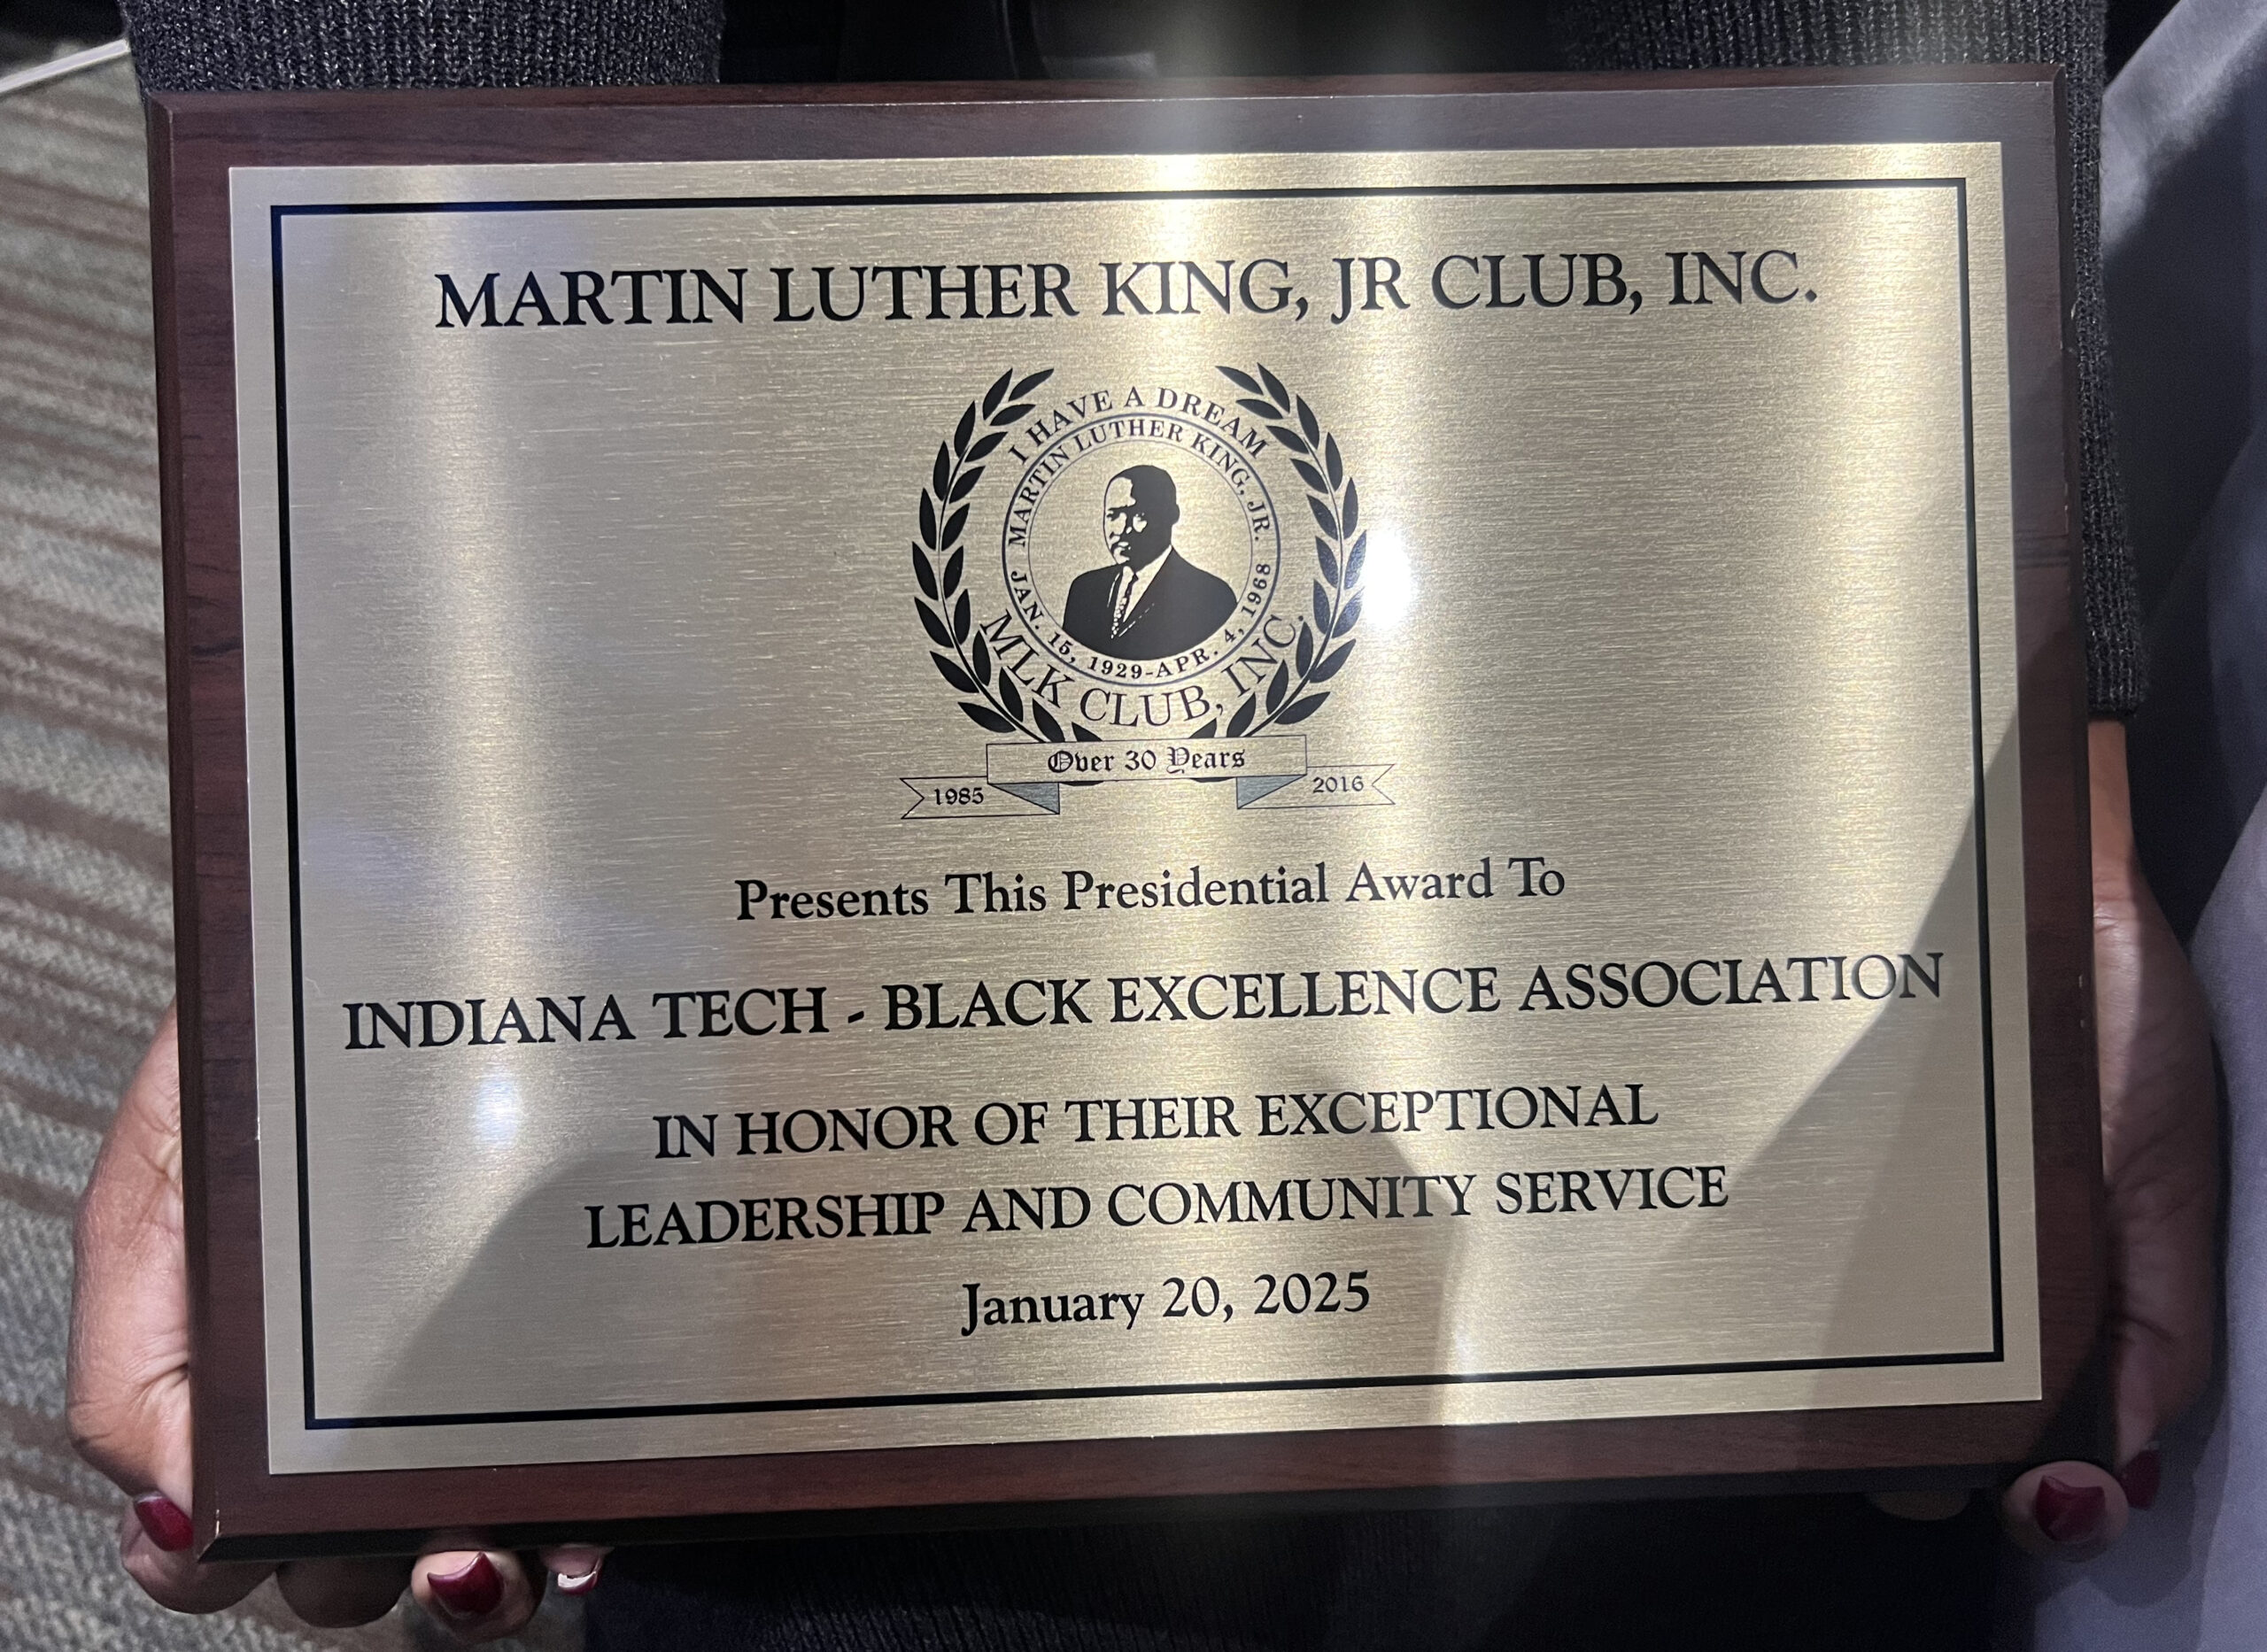 MARTIN LUTHER KING, JR CLUB, INC.
I HAVE A DREAM
MARTIN LUTHER KING, JR.
JAN. 15, 1929-APR. 4, 1968
MLK CLUB, INC.
Over 30 Years
1985 2016
Presents This Presidential Award To
INDIANA TECH - BLACK EXCELLENCE ASSOCIATION
IN HONOR OF THEIR EXCEPTIONAL
LEADERSHIP AND COMMUNITY SERVICE
January 20, 2025